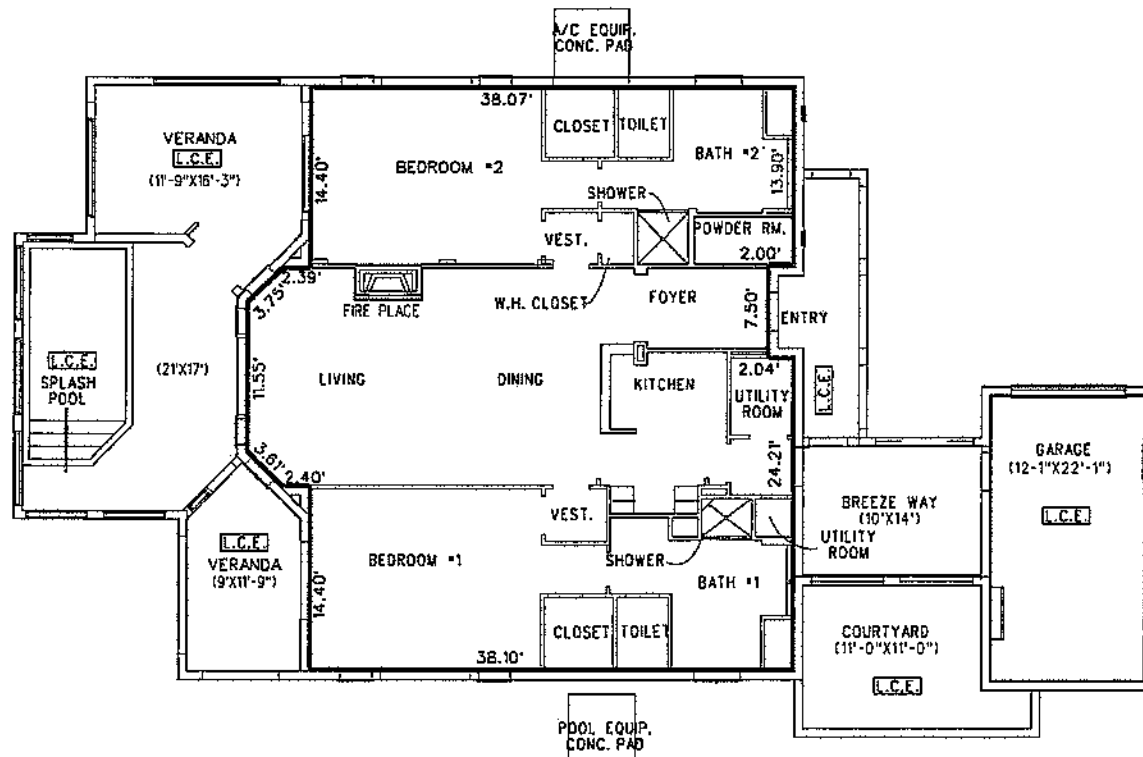 A/C EQUIP.
CONC. PAD
38.07'
VERANDA
L.C.E.
(11'-9"X16'-3")
14.40'
BEDROOM #2
CLOSET
TOILET
BATH #2
13.90'
SHOWER
POWDER RM.
2.00'
VEST.
W.H. CLOSET
FOYER
7.50'
ENTRY
L.C.E.
2.39'
3.75'
FIRE PLACE
11.55'
LIVING
DINING
KITCHEN
2.04'
UTILITY
ROOM
24.21'
L.C.E.
SPLASH
POOL
(21'X17')
3.61'
2.40'
GARAGE
(12-1"X22'-1")
L.C.E.
BREEZE WAY
(10'X14')
UTILITY
ROOM
VEST.
SHOWER
L.C.E.
VERANDA
(9'X11'-9")
14.40'
BEDROOM #1
BATH #1
CLOSET
TOILET
38.10'
COURTYARD
(11'-0"X11'-0")
L.C.E.
POOL EQUIP.
CONC. PAD